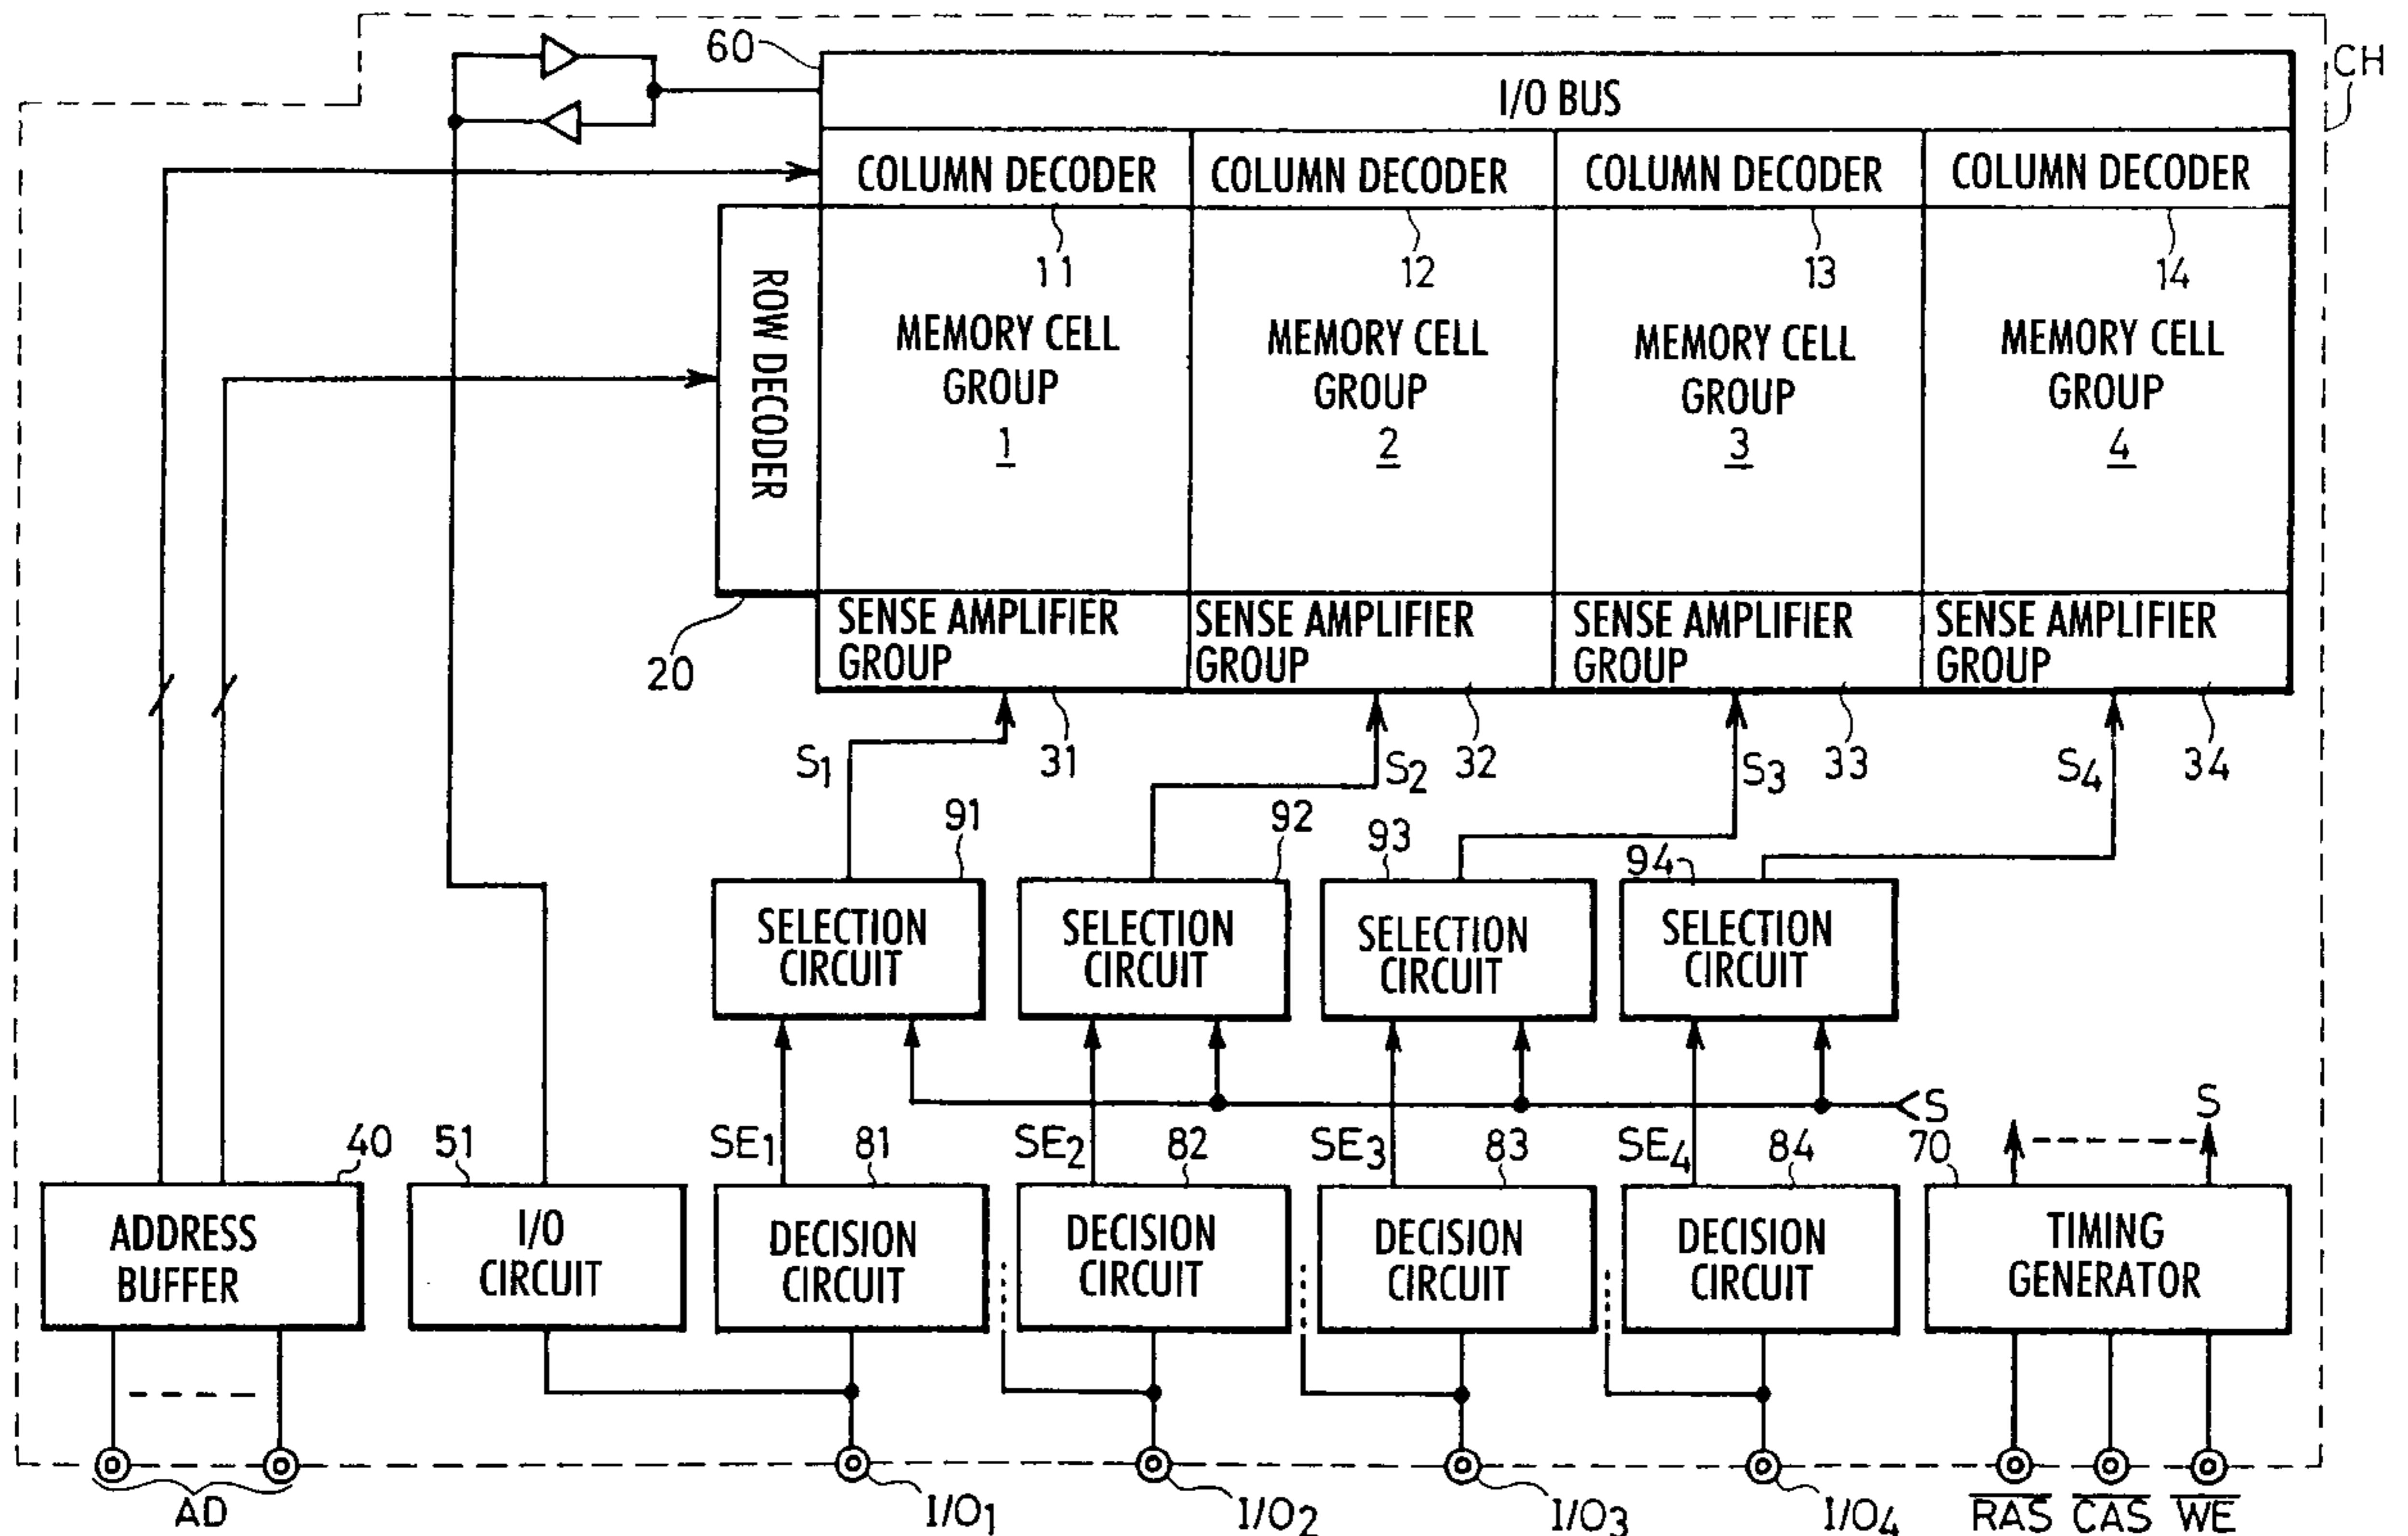 60
CH
I/O BUS
COLUMN DECODER
COLUMN DECODER
COLUMN DECODER
COLUMN DECODER
11
12
13
14
ROW DECODER
MEMORY CELL
GROUP
1
MEMORY CELL
GROUP
2
MEMORY CELL
GROUP
3
MEMORY CELL
GROUP
4
20
SENSE AMPLIFIER
GROUP
SENSE AMPLIFIER
GROUP
SENSE AMPLIFIER
GROUP
SENSE AMPLIFIER
GROUP
S1
31
S2
32
S3
33
S4
34
91
92
93
94
SELECTION
CIRCUIT
SELECTION
CIRCUIT
SELECTION
CIRCUIT
SELECTION
CIRCUIT
S
S
40
51
SE1
81
SE2
82
SE3
83
SE4
84
70
ADDRESS
BUFFER
I/O
CIRCUIT
DECISION
CIRCUIT
DECISION
CIRCUIT
DECISION
CIRCUIT
DECISION
CIRCUIT
TIMING
GENERATOR
AD
I/O1
I/O2
I/O3
I/O4
R̅A̅S̅
C̅A̅S̅
W̅E̅